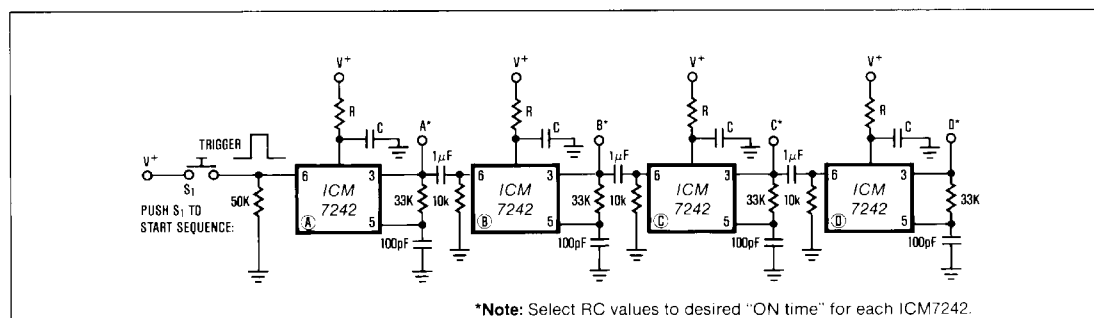 V+ V+ V+ V+
R R R R
A* B* C* D*
C C C C
TRIGGER
V+
1μF 1μF 1μF
S1
6 ICM 7242 3 6 ICM 7242 3 6 ICM 7242 3 6 ICM 7242 3
PUSH S1 TO
START SEQUENCE:
50K 33K 10k 33K 10k 33K 10k 33K
A 5 B 5 C 5 D 5
100pF 100pF 100pF 100pF
*Note: Select RC values to desired "ON time" for each ICM7242.